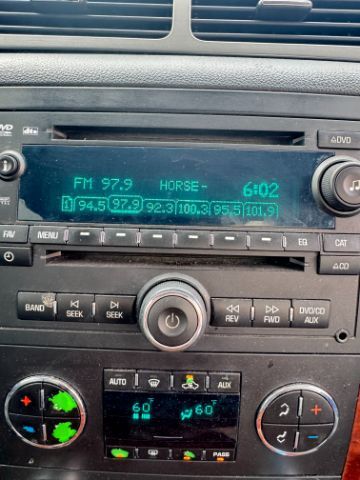 DVD dts
DVD
FM 97.9 HORSE- 6:02
1 94.5 97.9 92.3 100.3 95.5 101.9
FAV MENU EQ CAT
CD
BAND SEEK SEEK REV FWD DVD/CD AUX
AUTO AUX
60°F 60°F
PASS